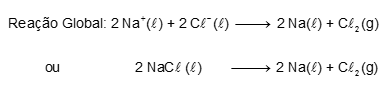 Reação Global: 2 Na⁺(ℓ) + 2 Cℓ⁻(ℓ) ⟶ 2 Na(ℓ) + Cℓ₂(g)
ou 2 NaCℓ (ℓ) ⟶ 2 Na(ℓ) + Cℓ₂(g)